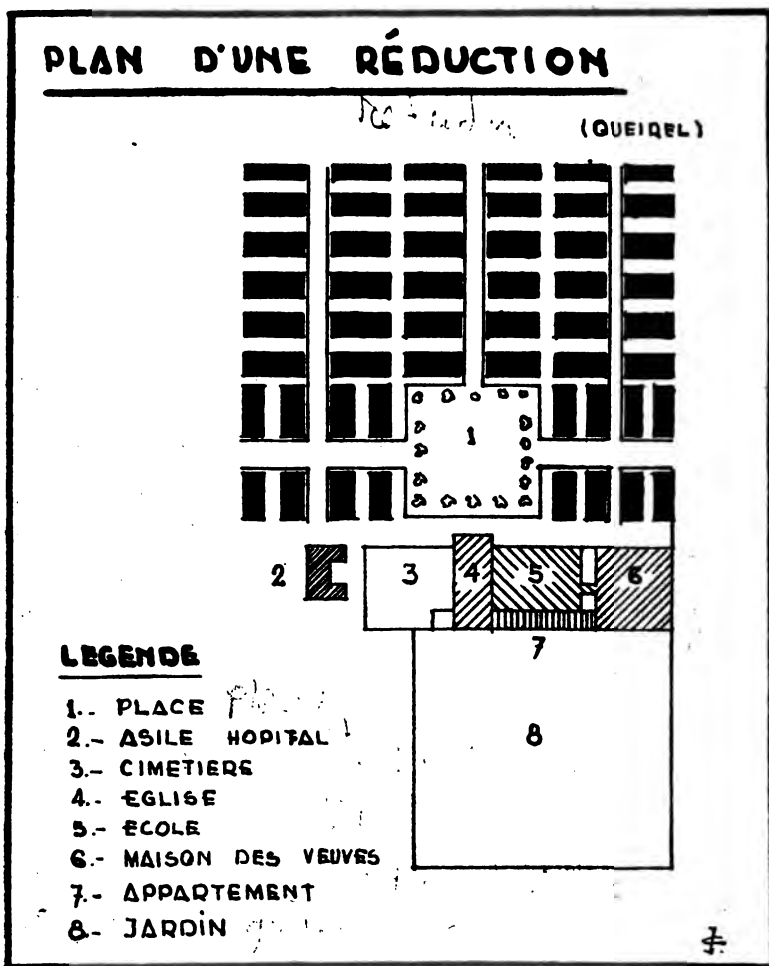 PLAN D'UNE RÉDUCTION
(QUEIREL)
1
2
3
4
5
6
7
8
LEGENDE
1.. PLACE
2.- ASILE HOPITAL
3.- CIMETIERE
4.- EGLISE
5.- ECOLE
6.- MAISON DES VEUVES
7.- APPARTEMENT
8- JARDIN